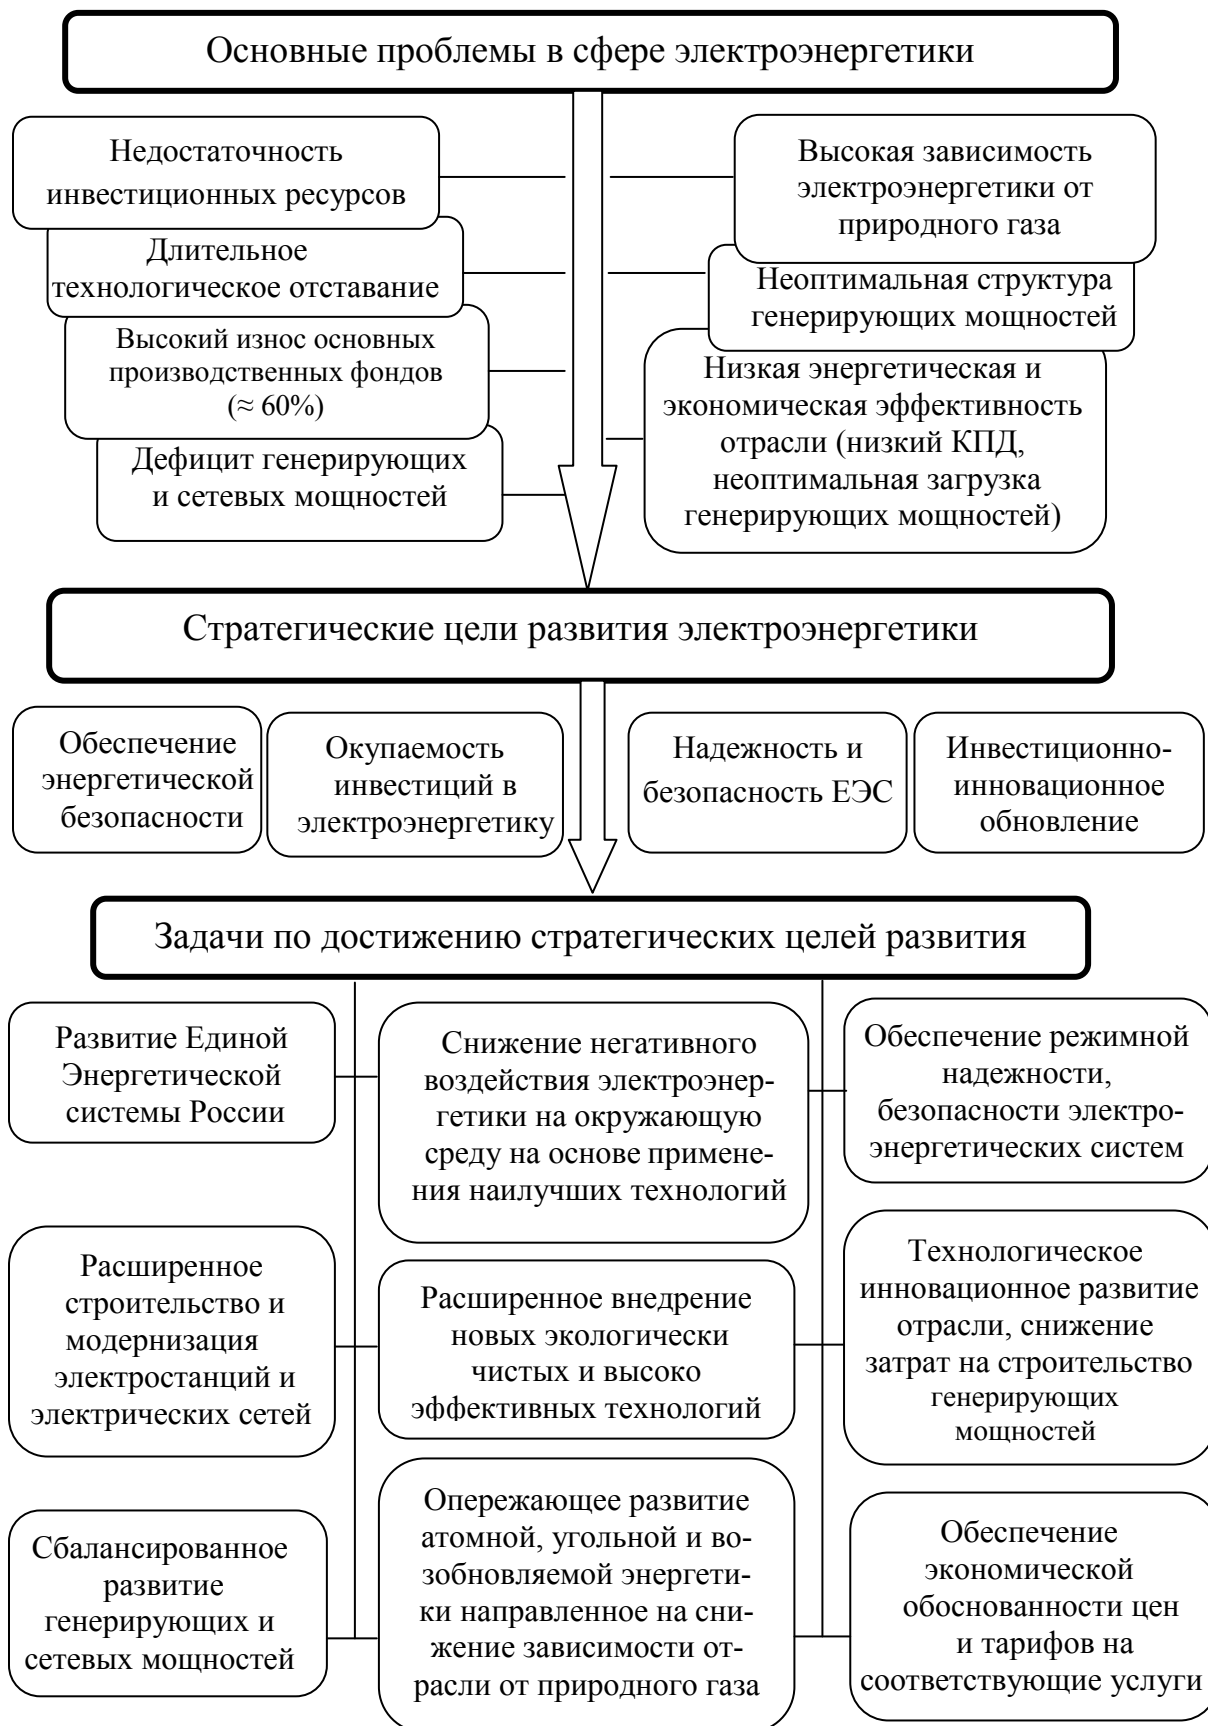 Основные проблемы в сфере электроэнергетики
Недостаточность
инвестиционных ресурсов
Длительное
технологическое отставание
Высокий износ основных
производственных фондов
(≈ 60%)
Дефицит генерирующих
и сетевых мощностей
Высокая зависимость
электроэнергетики от
природного газа
Неоптимальная структура
генерирующих мощностей
Низкая энергетическая и
экономическая эффективность
отрасли (низкий КПД,
неоптимальная загрузка
генерирующих мощностей)
Стратегические цели развития электроэнергетики
Обеспечение
энергетической
безопасности
Окупаемость
инвестиций в
электроэнергетику
Надежность и
безопасность ЕЭС
Инвестиционно-
инновационное
обновление
Задачи по достижению стратегических целей развития
Развитие Единой
Энергетической
системы России
Снижение негативного
воздействия электроэнер-
гетики на окружающую
среду на основе примене-
ния наилучших технологий
Обеспечение режимной
надежности,
безопасности электро-
энергетических систем
Расширенное
строительство и
модернизация
электростанций и
электрических сетей
Расширенное внедрение
новых экологически
чистых и высоко
эффективных технологий
Технологическое
инновационное развитие
отрасли, снижение
затрат на строительство
генерирующих
мощностей
Сбалансированное
развитие
генерирующих и
сетевых мощностей
Опережающее развитие
атомной, угольной и во-
зобновляемой энергети-
ки направленное на сни-
жение зависимости от-
расли от природного газа
Обеспечение
экономической
обоснованности цен
и тарифов на
соответствующие услуги